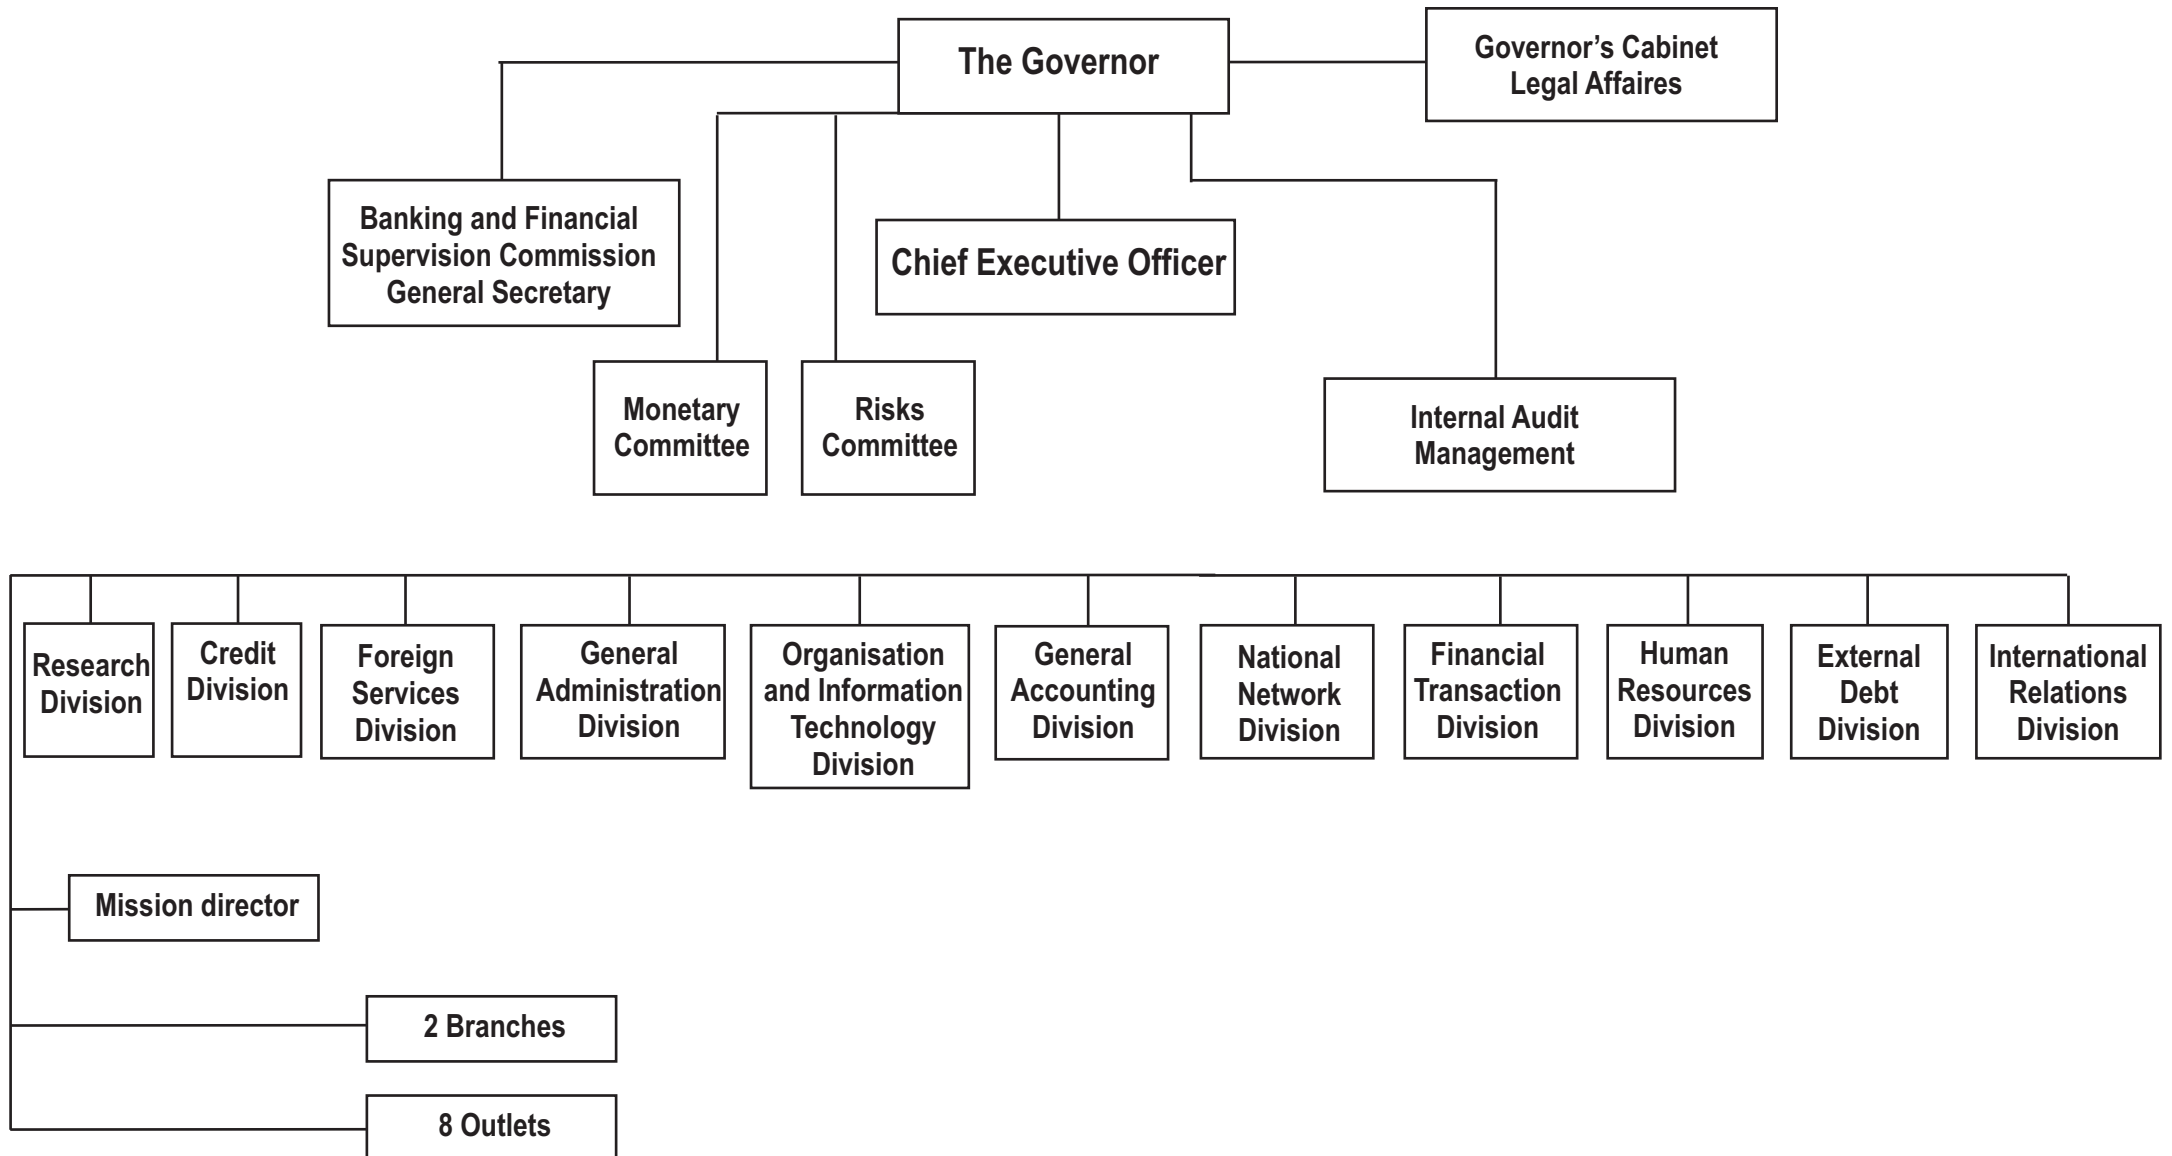 The Governor
Governor’s Cabinet
Legal Affaires
Banking and Financial
Supervision Commission
General Secretary
Chief Executive Officer
Monetary
Committee
Risks
Committee
Internal Audit
Management
Research
Division
Credit
Division
Foreign
Services
Division
General
Administration
Division
Organisation
and Information
Technology
Division
General
Accounting
Division
National
Network
Division
Financial
Transaction
Division
Human
Resources
Division
External
Debt
Division
International
Relations
Division
Mission director
2 Branches
8 Outlets